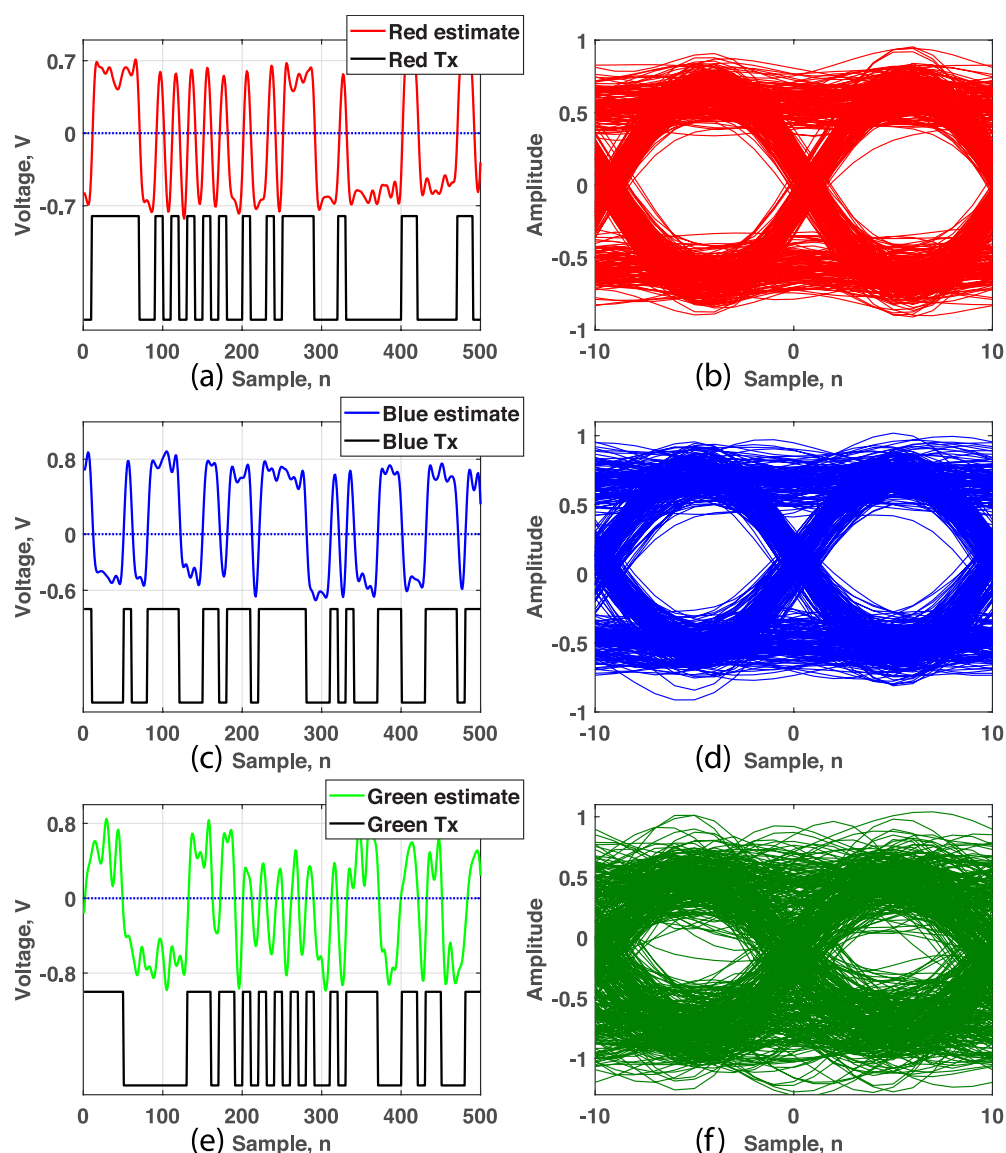 Red estimate
Red Tx
0.7
0
-0.7
Voltage, V
0 100 200 300 400 500
(a) Sample, n
1
0.5
0
-0.5
-1
Amplitude
-10 0 10
(b) Sample, n
Blue estimate
Blue Tx
0.8
0
-0.6
Voltage, V
0 100 200 300 400 500
(c) Sample, n
1
0.5
0
-0.5
-1
Amplitude
-10 0 10
(d) Sample, n
Green estimate
Green Tx
0.8
0
-0.8
Voltage, V
0 100 200 300 400 500
(e) Sample, n
1
0.5
0
-0.5
-1
Amplitude
-10 0 10
(f) Sample, n